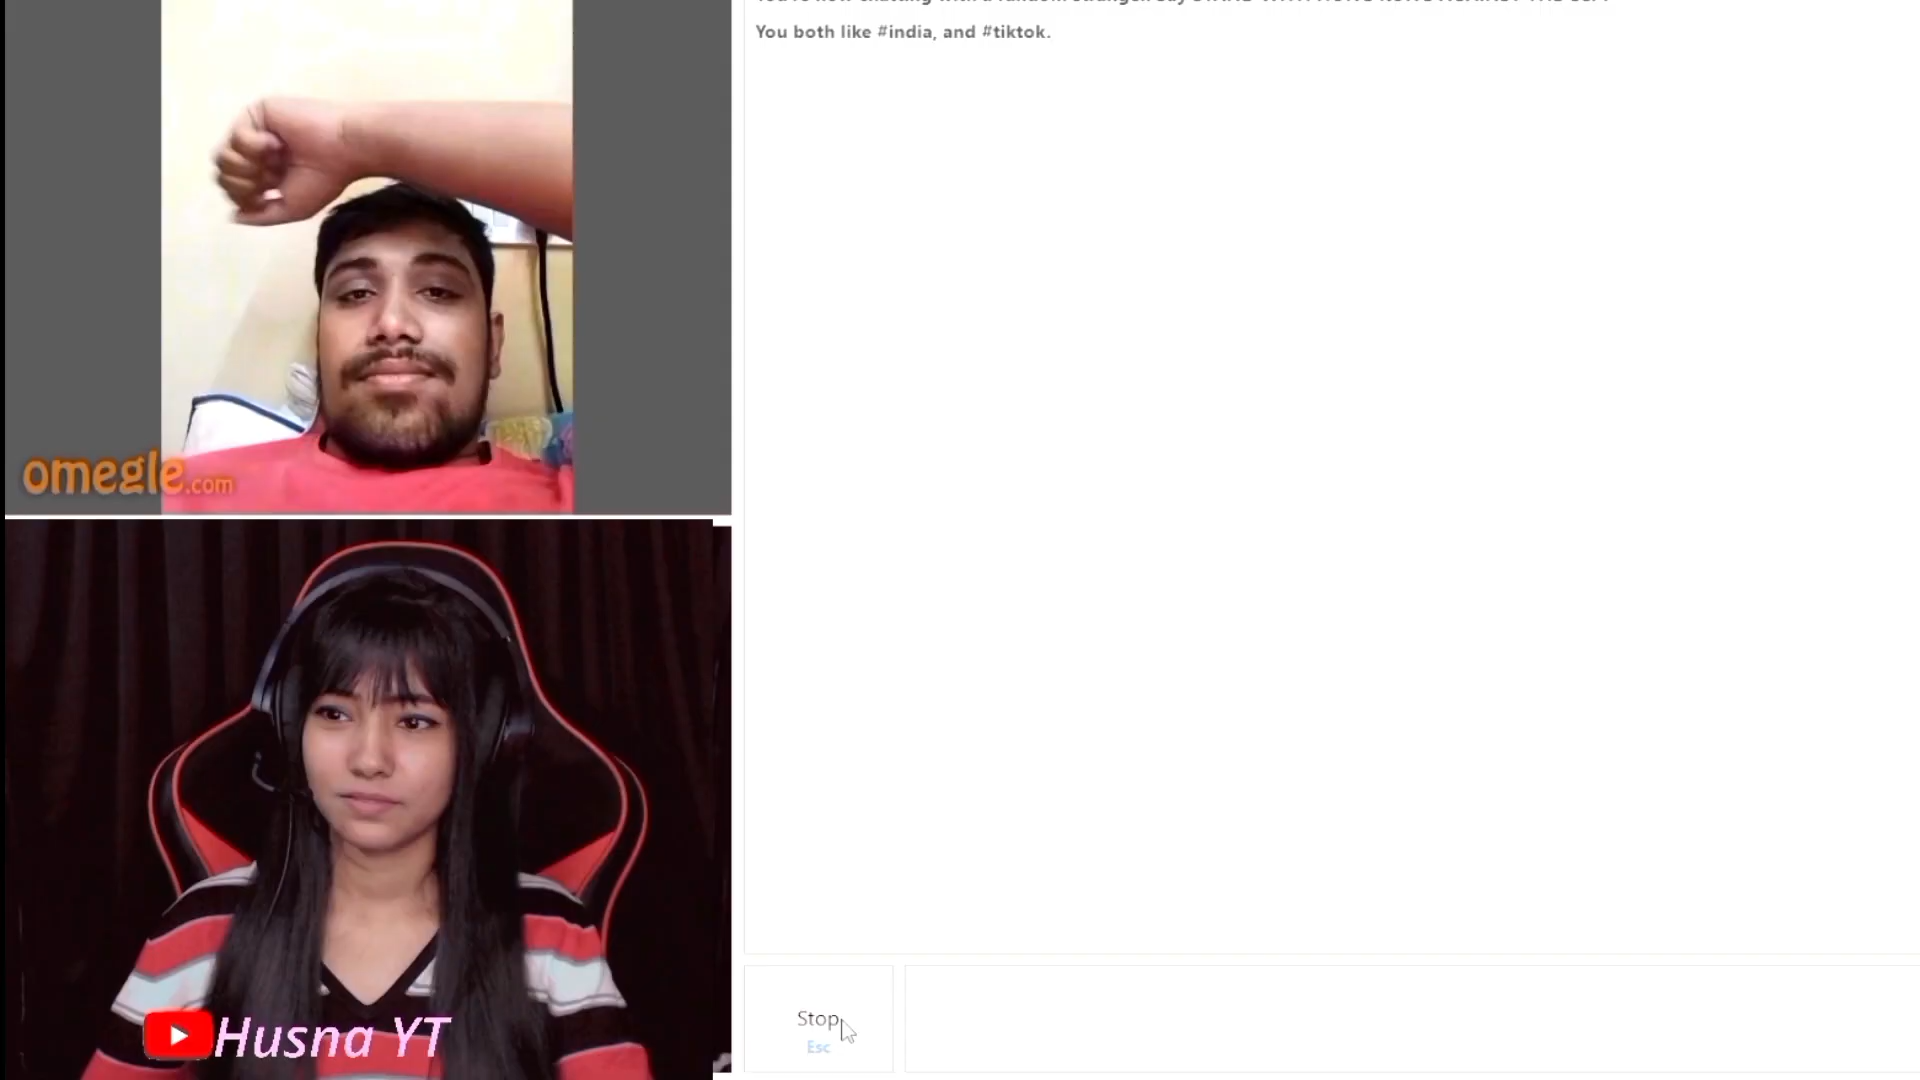 You both like #india, and #tiktok.
omegle.com
Husna YT
Stop
Esc